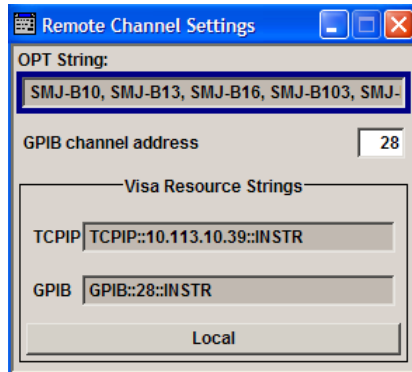 Remote Channel Settings
OPT String:
SMJ-B10, SMJ-B13, SMJ-B16, SMJ-B103, SMJ-
GPIB channel address 28
Visa Resource Strings
TCPIP TCPIP::10.113.10.39::INSTR
GPIB GPIB::28::INSTR
Local